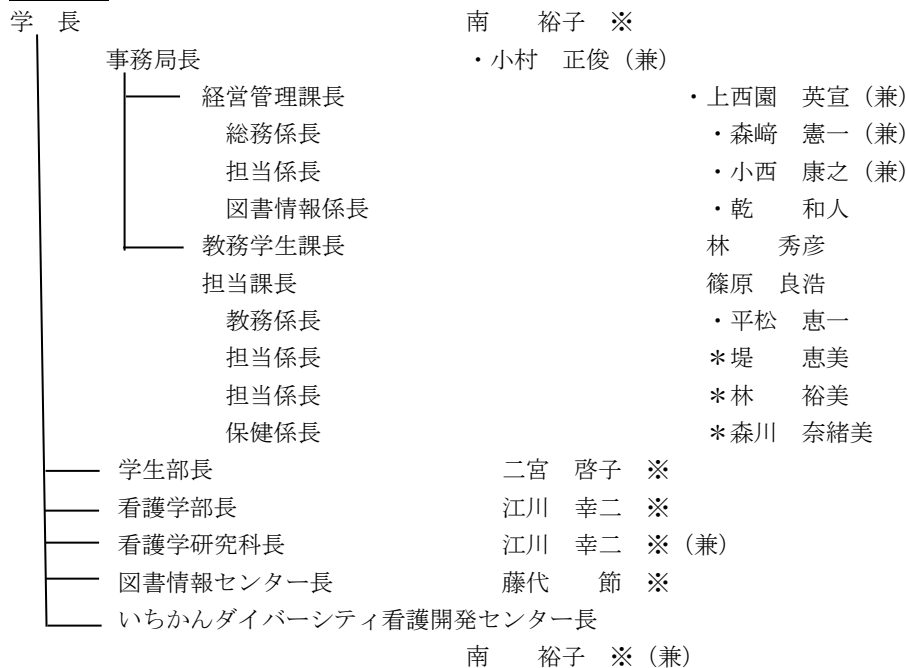 学　長　南　　裕子　※
事務局長　・小村　正俊（兼）
経営管理課長　・上西園　英宣（兼）
総務係長　・森﨑　憲一（兼）
担当係長　・小西　康之（兼）
図書情報係長　・乾　　和人
教務学生課長　林　　秀彦
担当課長　篠原　良浩
教務係長　・平松　恵一
担当係長　＊堤　　恵美
担当係長　＊林　　裕美
保健係長　＊森川　奈緒美
学生部長　二宮　啓子　※
看護学部長　江川　幸二　※
看護学研究科長　江川　幸二　※（兼）
図書情報センター長　藤代　　節　※
いちかんダイバーシティ看護開発センター長
南　　裕子　※（兼）